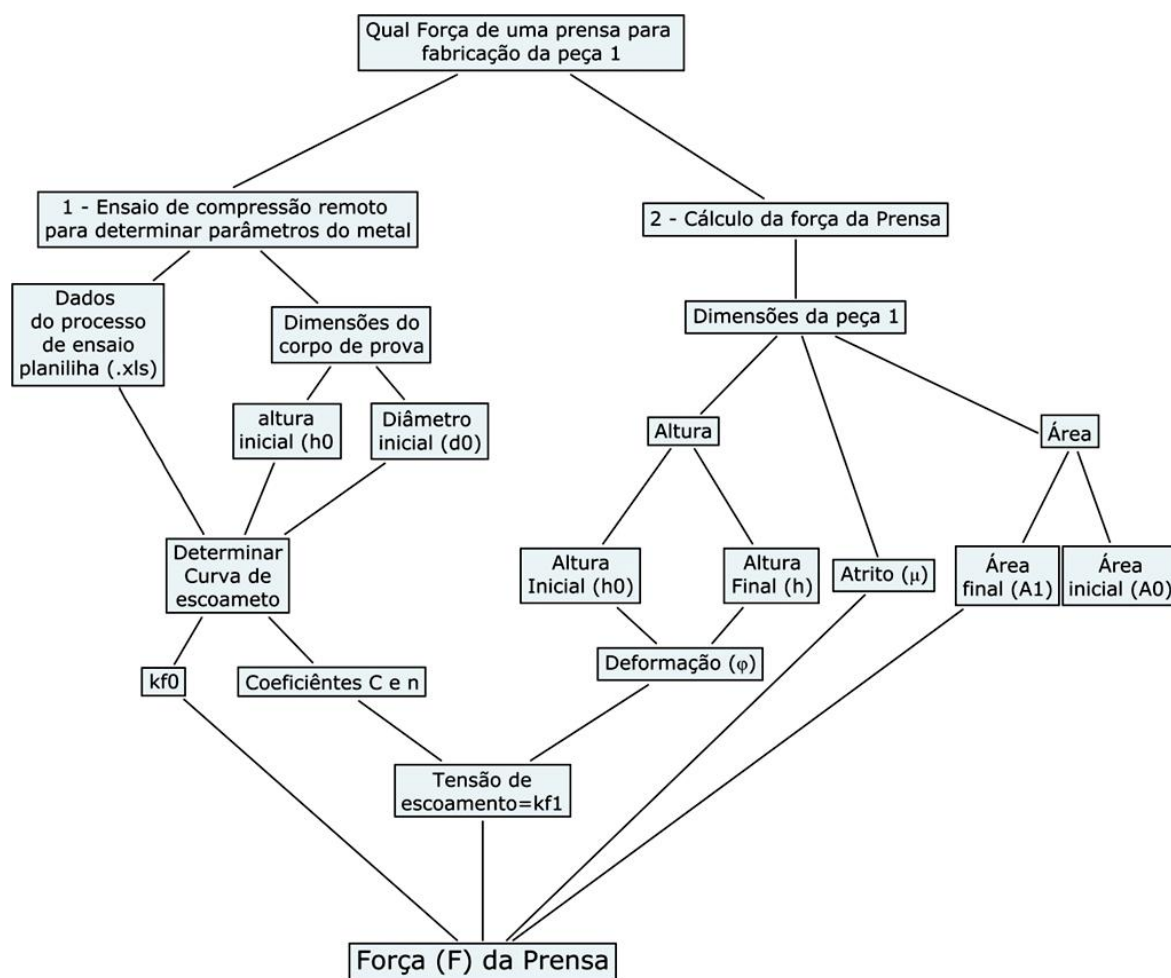 Qual Força de uma prensa para
fabricação da peça 1
1 - Ensaio de compressão remoto
para determinar parâmetros do metal
2 - Cálculo da força da Prensa
Dados
do processo
de ensaio
planiliha (.xls)
Dimensões do
corpo de prova
Dimensões da peça 1
altura
inicial (h0
Diâmetro
inicial (d0)
Altura
Área
Determinar
Curva de
escoameto
Altura
Inicial (h0)
Altura
Final (h)
Atrito (μ)
Área
final (A1)
Área
inicial (A0)
kf0
Coeficiêntes C e n
Deformação (φ)
Tensão de
escoamento=kf1
Força (F) da Prensa